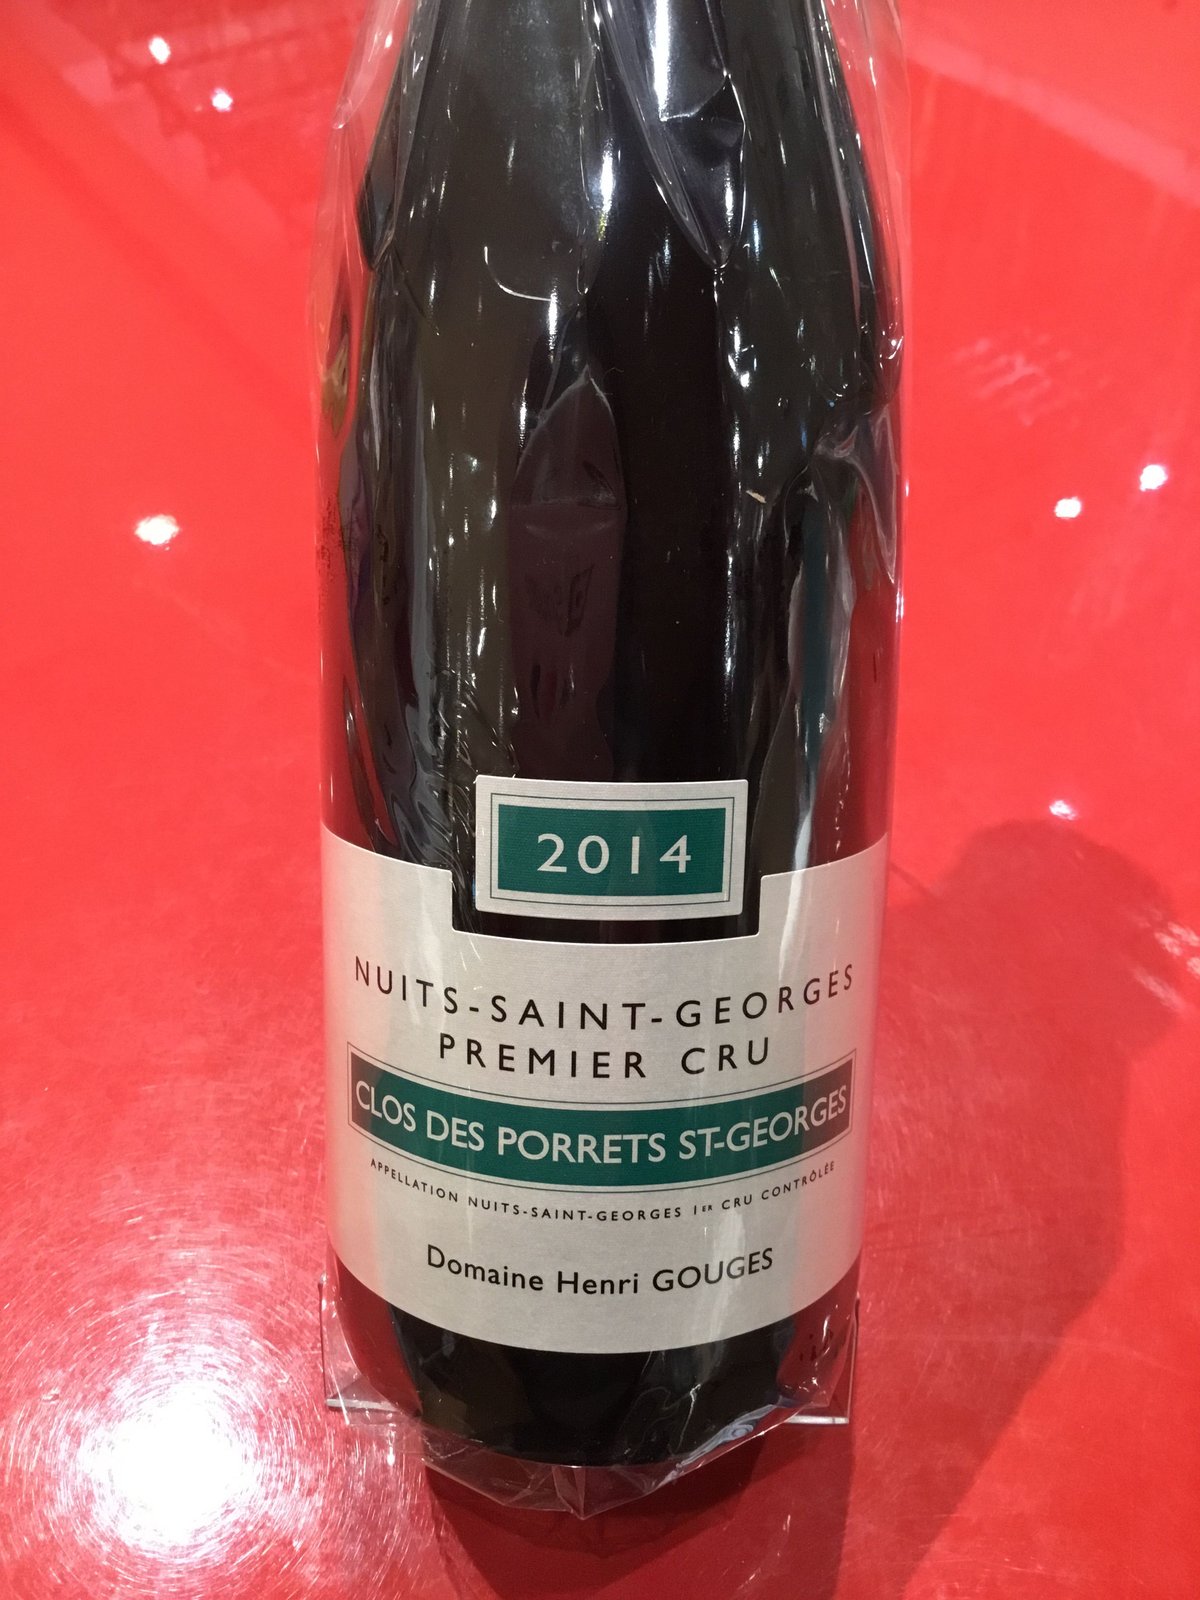 2014
NUITS-SAINT-GEORGES
PREMIER CRU
CLOS DES PORRETS ST-GEORGES
APPELLATION NUITS-SAINT-GEORGES 1ER CRU CONTRÔLÉE
Domaine Henri GOUGES